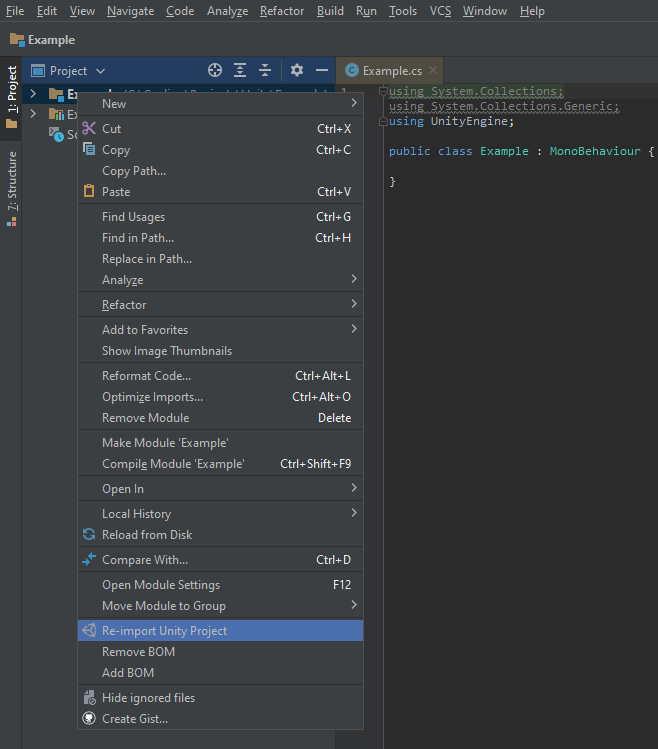 File Edit View Navigate Code Analyze Refactor Build Run Tools VCS Window Help
Example
1: Project
7: Structure
Project
Example.cs
New
Cut Ctrl+X
Copy Ctrl+C
Copy Path...
Paste Ctrl+V
Find Usages Ctrl+G
Find in Path... Ctrl+H
Replace in Path...
Analyze
Refactor
Add to Favorites
Show Image Thumbnails
Reformat Code... Ctrl+Alt+L
Optimize Imports... Ctrl+Alt+O
Remove Module Delete
Make Module 'Example'
Compile Module 'Example' Ctrl+Shift+F9
Open In
Local History
Reload from Disk
Compare With... Ctrl+D
Open Module Settings F12
Move Module to Group
Re-import Unity Project
Remove BOM
Add BOM
Hide ignored files
Create Gist...
using System.Collections;
using System.Collections.Generic;
using UnityEngine;
public class Example : MonoBehaviour {
}